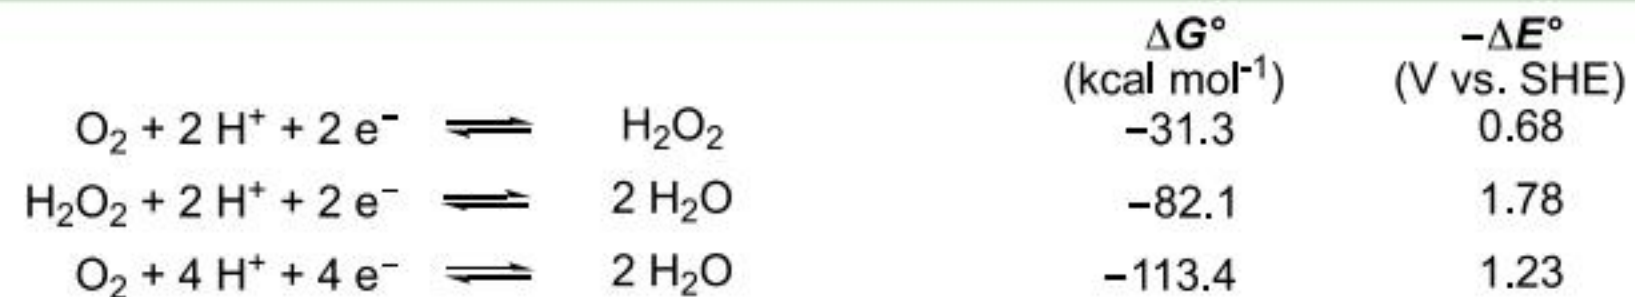 ΔG° −ΔE°
(kcal mol⁻¹) (V vs. SHE)
O₂ + 2 H⁺ + 2 e⁻ ⇌ H₂O₂ −31.3 0.68
H₂O₂ + 2 H⁺ + 2 e⁻ ⇌ 2 H₂O −82.1 1.78
O₂ + 4 H⁺ + 4 e⁻ ⇌ 2 H₂O −113.4 1.23